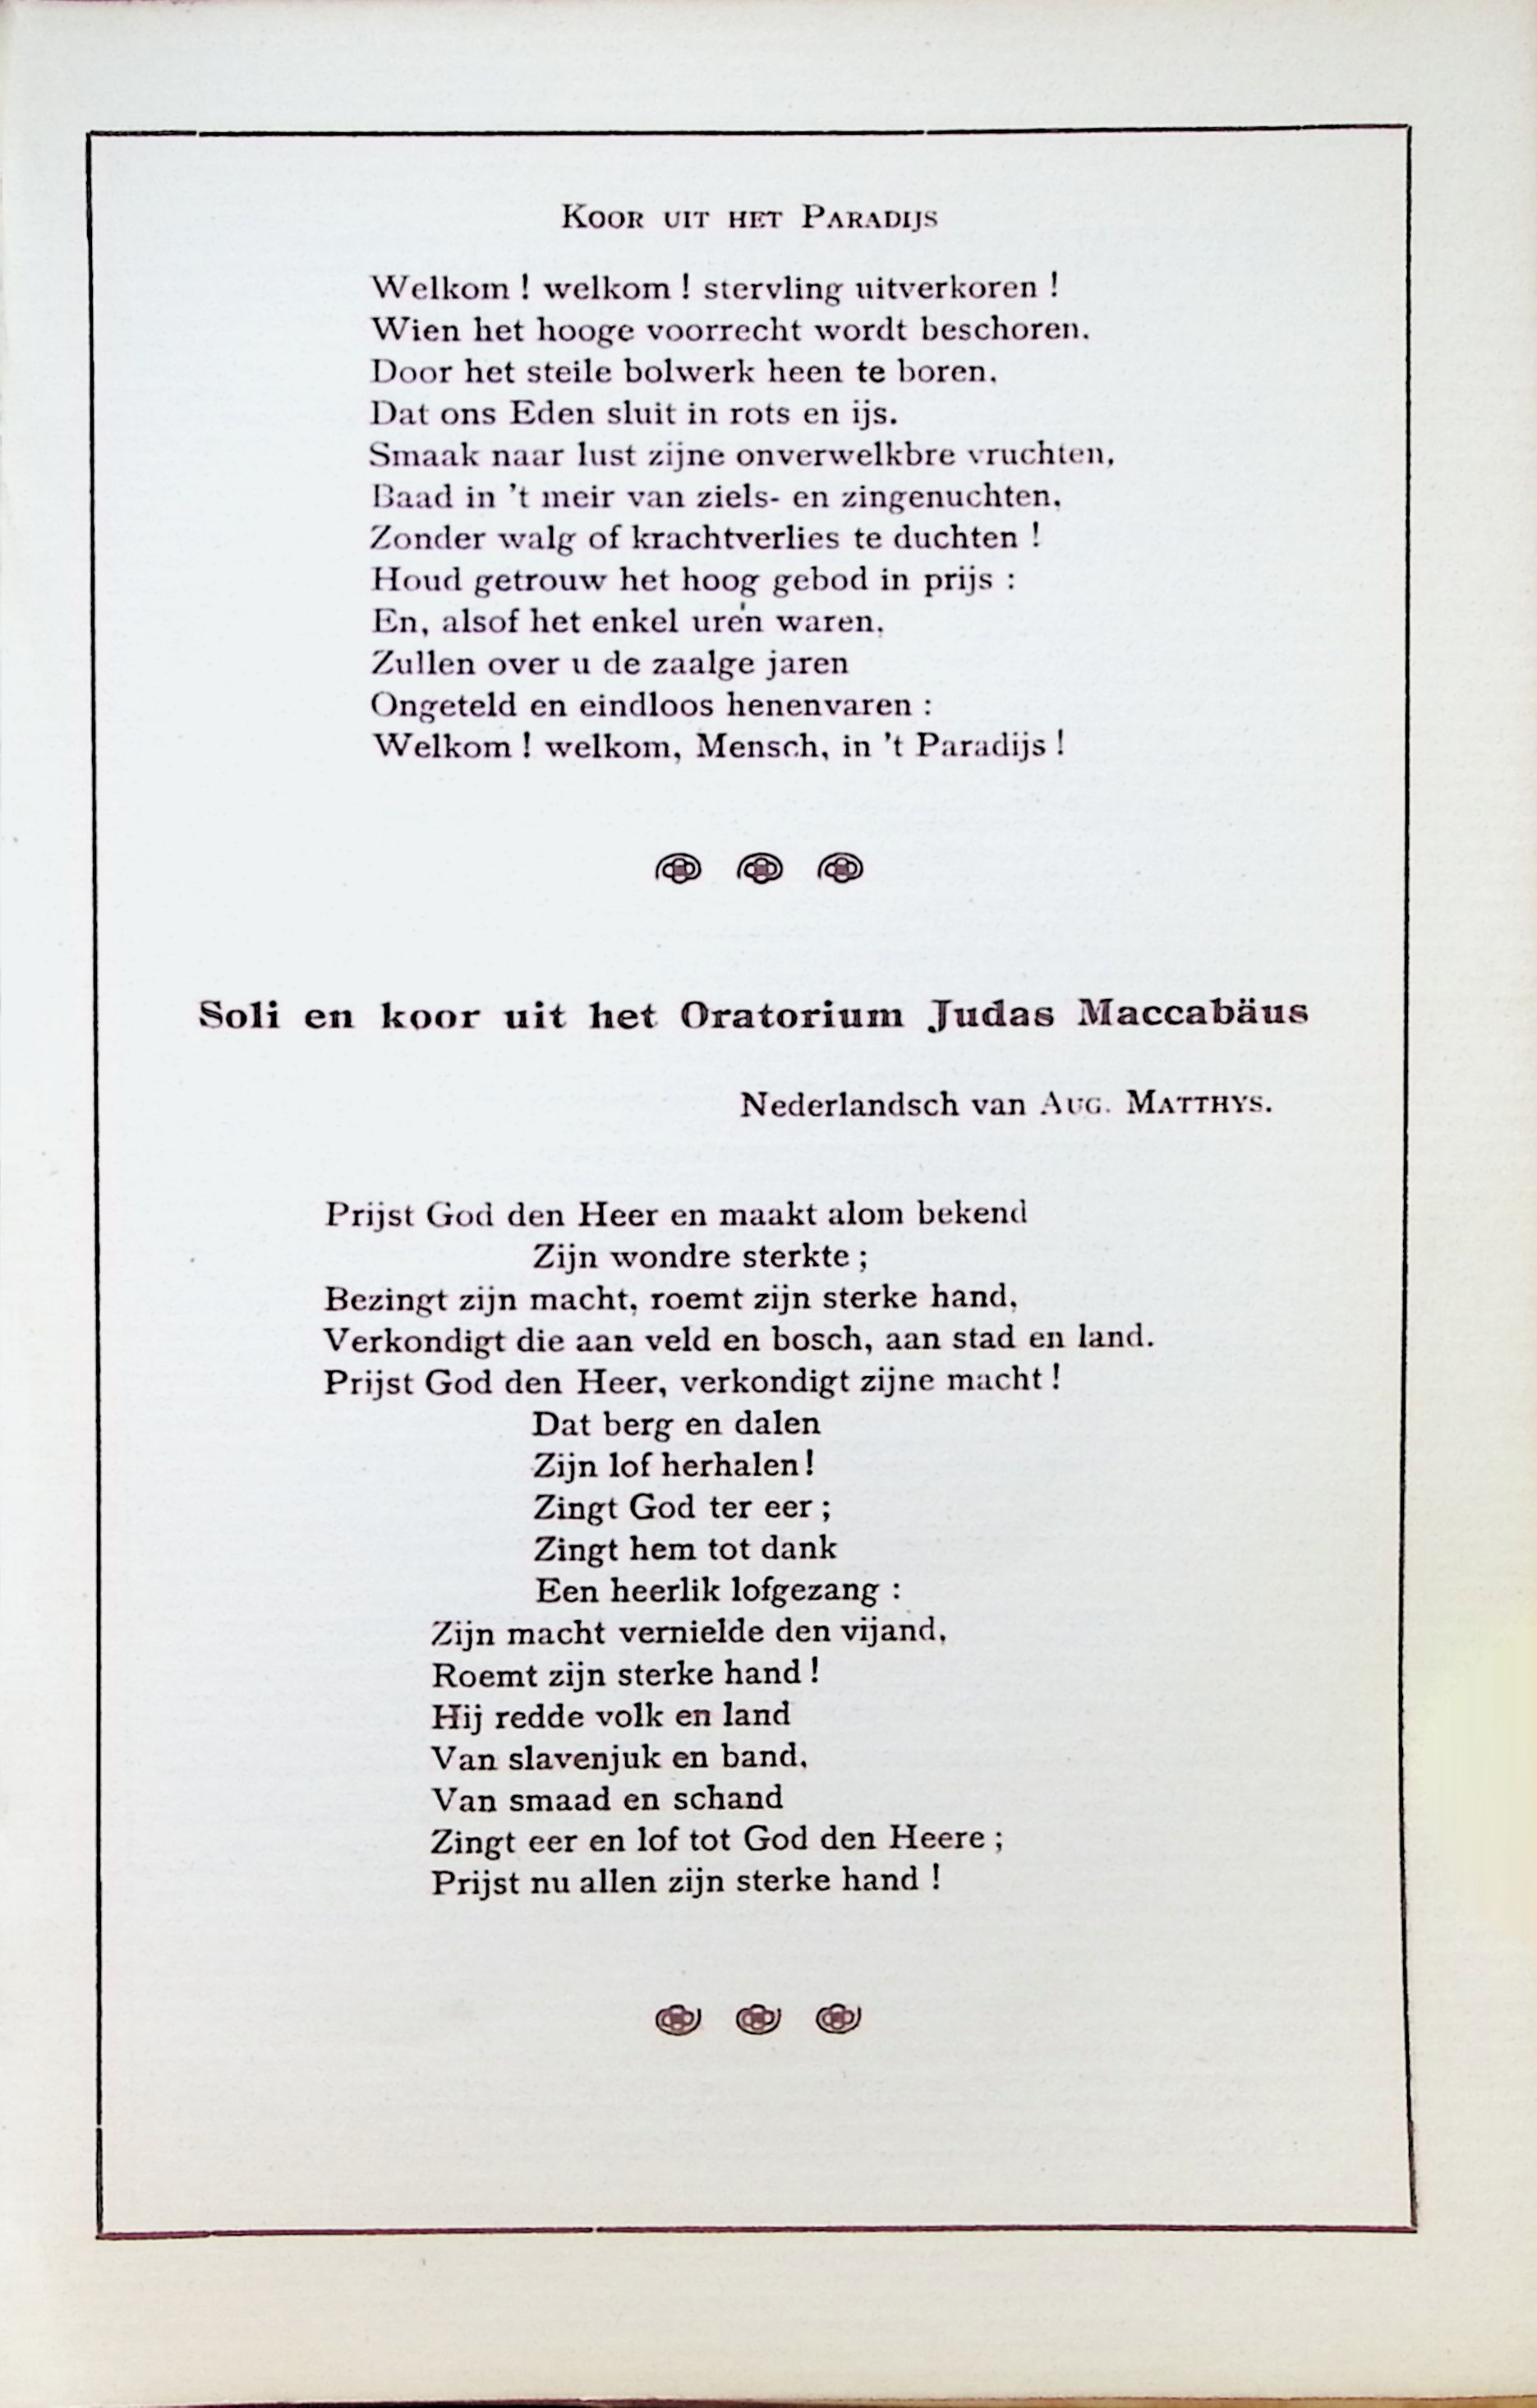 Koor uit het Paradijs
Welkom ! welkom ! stervling uitverkoren !
Wien het hooge voorrecht wordt beschoren,
Door het steile bolwerk heen te boren,
Dat ons Eden sluit in rots en ijs.
Smaak naar lust zijne onverwelkbre vruchten,
Baad in 't meir van ziels- en zingenuchten,
Zonder walg of krachtverlies te duchten !
Houd getrouw het hoog gebod in prijs :
En, alsof het enkel uren waren,
Zullen over u de zaalge jaren
Ongeteld en eindloos henenvaren :
Welkom ! welkom, Mensch, in 't Paradijs !
Soli en koor uit het Oratorium Judas Maccabäus
Nederlandsch van Aug. Matthys.
Prijst God den Heer en maakt alom bekend
Zijn wondre sterkte ;
Bezingt zijn macht, roemt zijn sterke hand,
Verkondigt die aan veld en bosch, aan stad en land.
Prijst God den Heer, verkondigt zijne macht !
Dat berg en dalen
Zijn lof herhalen !
Zingt God ter eer ;
Zingt hem tot dank
Een heerlik lofgezang :
Zijn macht vernielde den vijand,
Roemt zijn sterke hand !
Hij redde volk en land
Van slavenjuk en band,
Van smaad en schand
Zingt eer en lof tot God den Heere ;
Prijst nu allen zijn sterke hand !